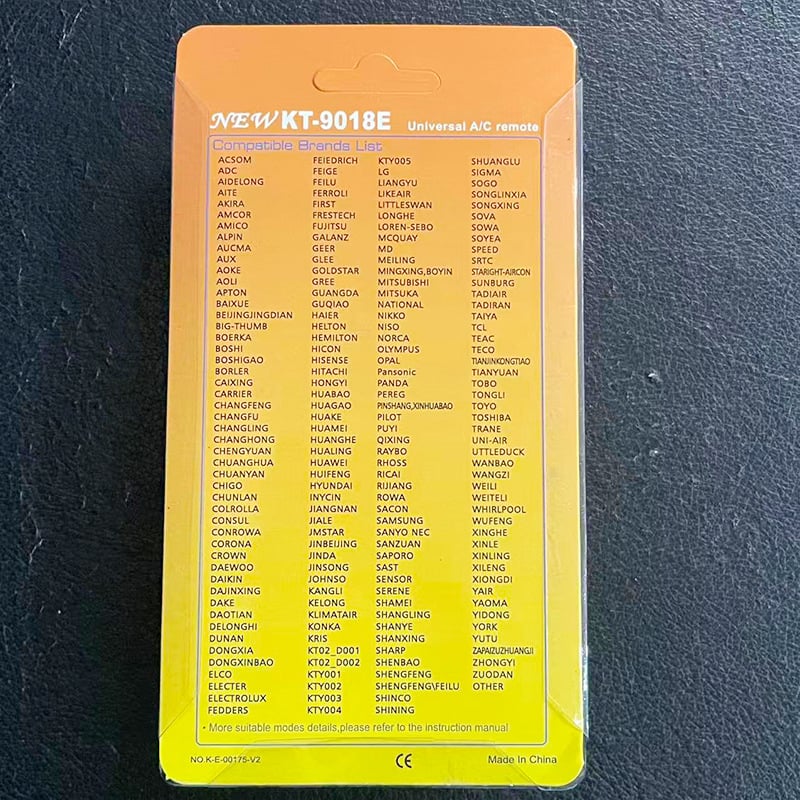 NEW KT-9018E Universal A/C remote
Compatible Brands List
ACSOM FEIEDRICH KTY005 SHUANGLU
ADC FEIGE LG SIGMA
AIDELONG FEILU LIANGYU SOGO
AITE FERROLI LIKEAIR SONGLINXIA
AKIRA FIRST LITTLESWAN SONGXING
AMCOR FRESTECH LONGHE SOVA
AMICO FUJITSU LOREN-SEBO SOWA
ALPIN GALANZ MCQUAY SOYEA
AUCMA GEER MD SPEED
AUX GLEE MEILING SRTC
AOKE GOLDSTAR MINGXING,BOYIN STARIGHT-AIRCON
AOLI GREE MITSUBISHI SUNBURG
APTON GUANGDA MITSUKA TADIAIR
BAIXUE GUQIAO NATIONAL TADIRAN
BEIJINGJINGDIAN HAIER NIKKO TAIYA
BIG-THUMB HELTON NISO TCL
BOERKA HEMILTON NORCA TEAC
BOSHI HICON OLYMPUS TECO
BOSHIGAO HISENSE OPAL TIANJINKONGTIAO
BORLER HITACHI Pansonic TIANYUAN
CAIXING HONGYI PANDA TOBO
CARRIER HUABAO PEREG TONGLI
CHANGFENG HUAGAO PINSHANG,XINHUABAO TOYO
CHANGFU HUAKE PILOT TOSHIBA
CHANGLING HUAMEI PUYI TRANE
CHANGHONG HUANGHE QIXING UNI-AIR
CHENGYUAN HUALING RAYBO UTTLEDUCK
CHUANGHUA HUAWEI RHOSS WANBAO
CHUANYAN HUIFENG RICAI WANGZI
CHIGO HYUNDAI RIJIANG WEILI
CHUNLAN INYCIN ROWA WEITELI
COLROLLA JIANGNAN SACON WHIRLPOOL
CONSUL JIALE SAMSUNG WUFENG
CONROWA JMSTAR SANYO NEC XINGHE
CORONA JINBEIJING SANZUAN XINLE
CROWN JINDA SAPORO XINLING
DAEWOO JINSONG SAST XILENG
DAIKIN JOHNSO SENSOR XIONGDI
DAJINXING KANGLI SERENE YAIR
DAKE KELONG SHAMEI YAOMA
DAOTIAN KLIMATAIR SHANGLING YIDONG
DELONGHI KONKA SHANYE YORK
DUNAN KRIS SHANXING YUTU
DONGXIA KT02_D001 SHARP ZAPAIZUZHUANGJI
DONGXINBAO KT02_D002 SHENBAO ZHONGYI
ELCO KTY001 SHENGFENG ZUODAN
ELECTER KTY002 SHENGFENG\FEILU OTHER
ELECTROLUX KTY003 SHINCO
FEDDERS KTY004 SHINING
• More suitable modes details,please refer to the instruction manual
NO.K-E-00175-V2 CE Made In China